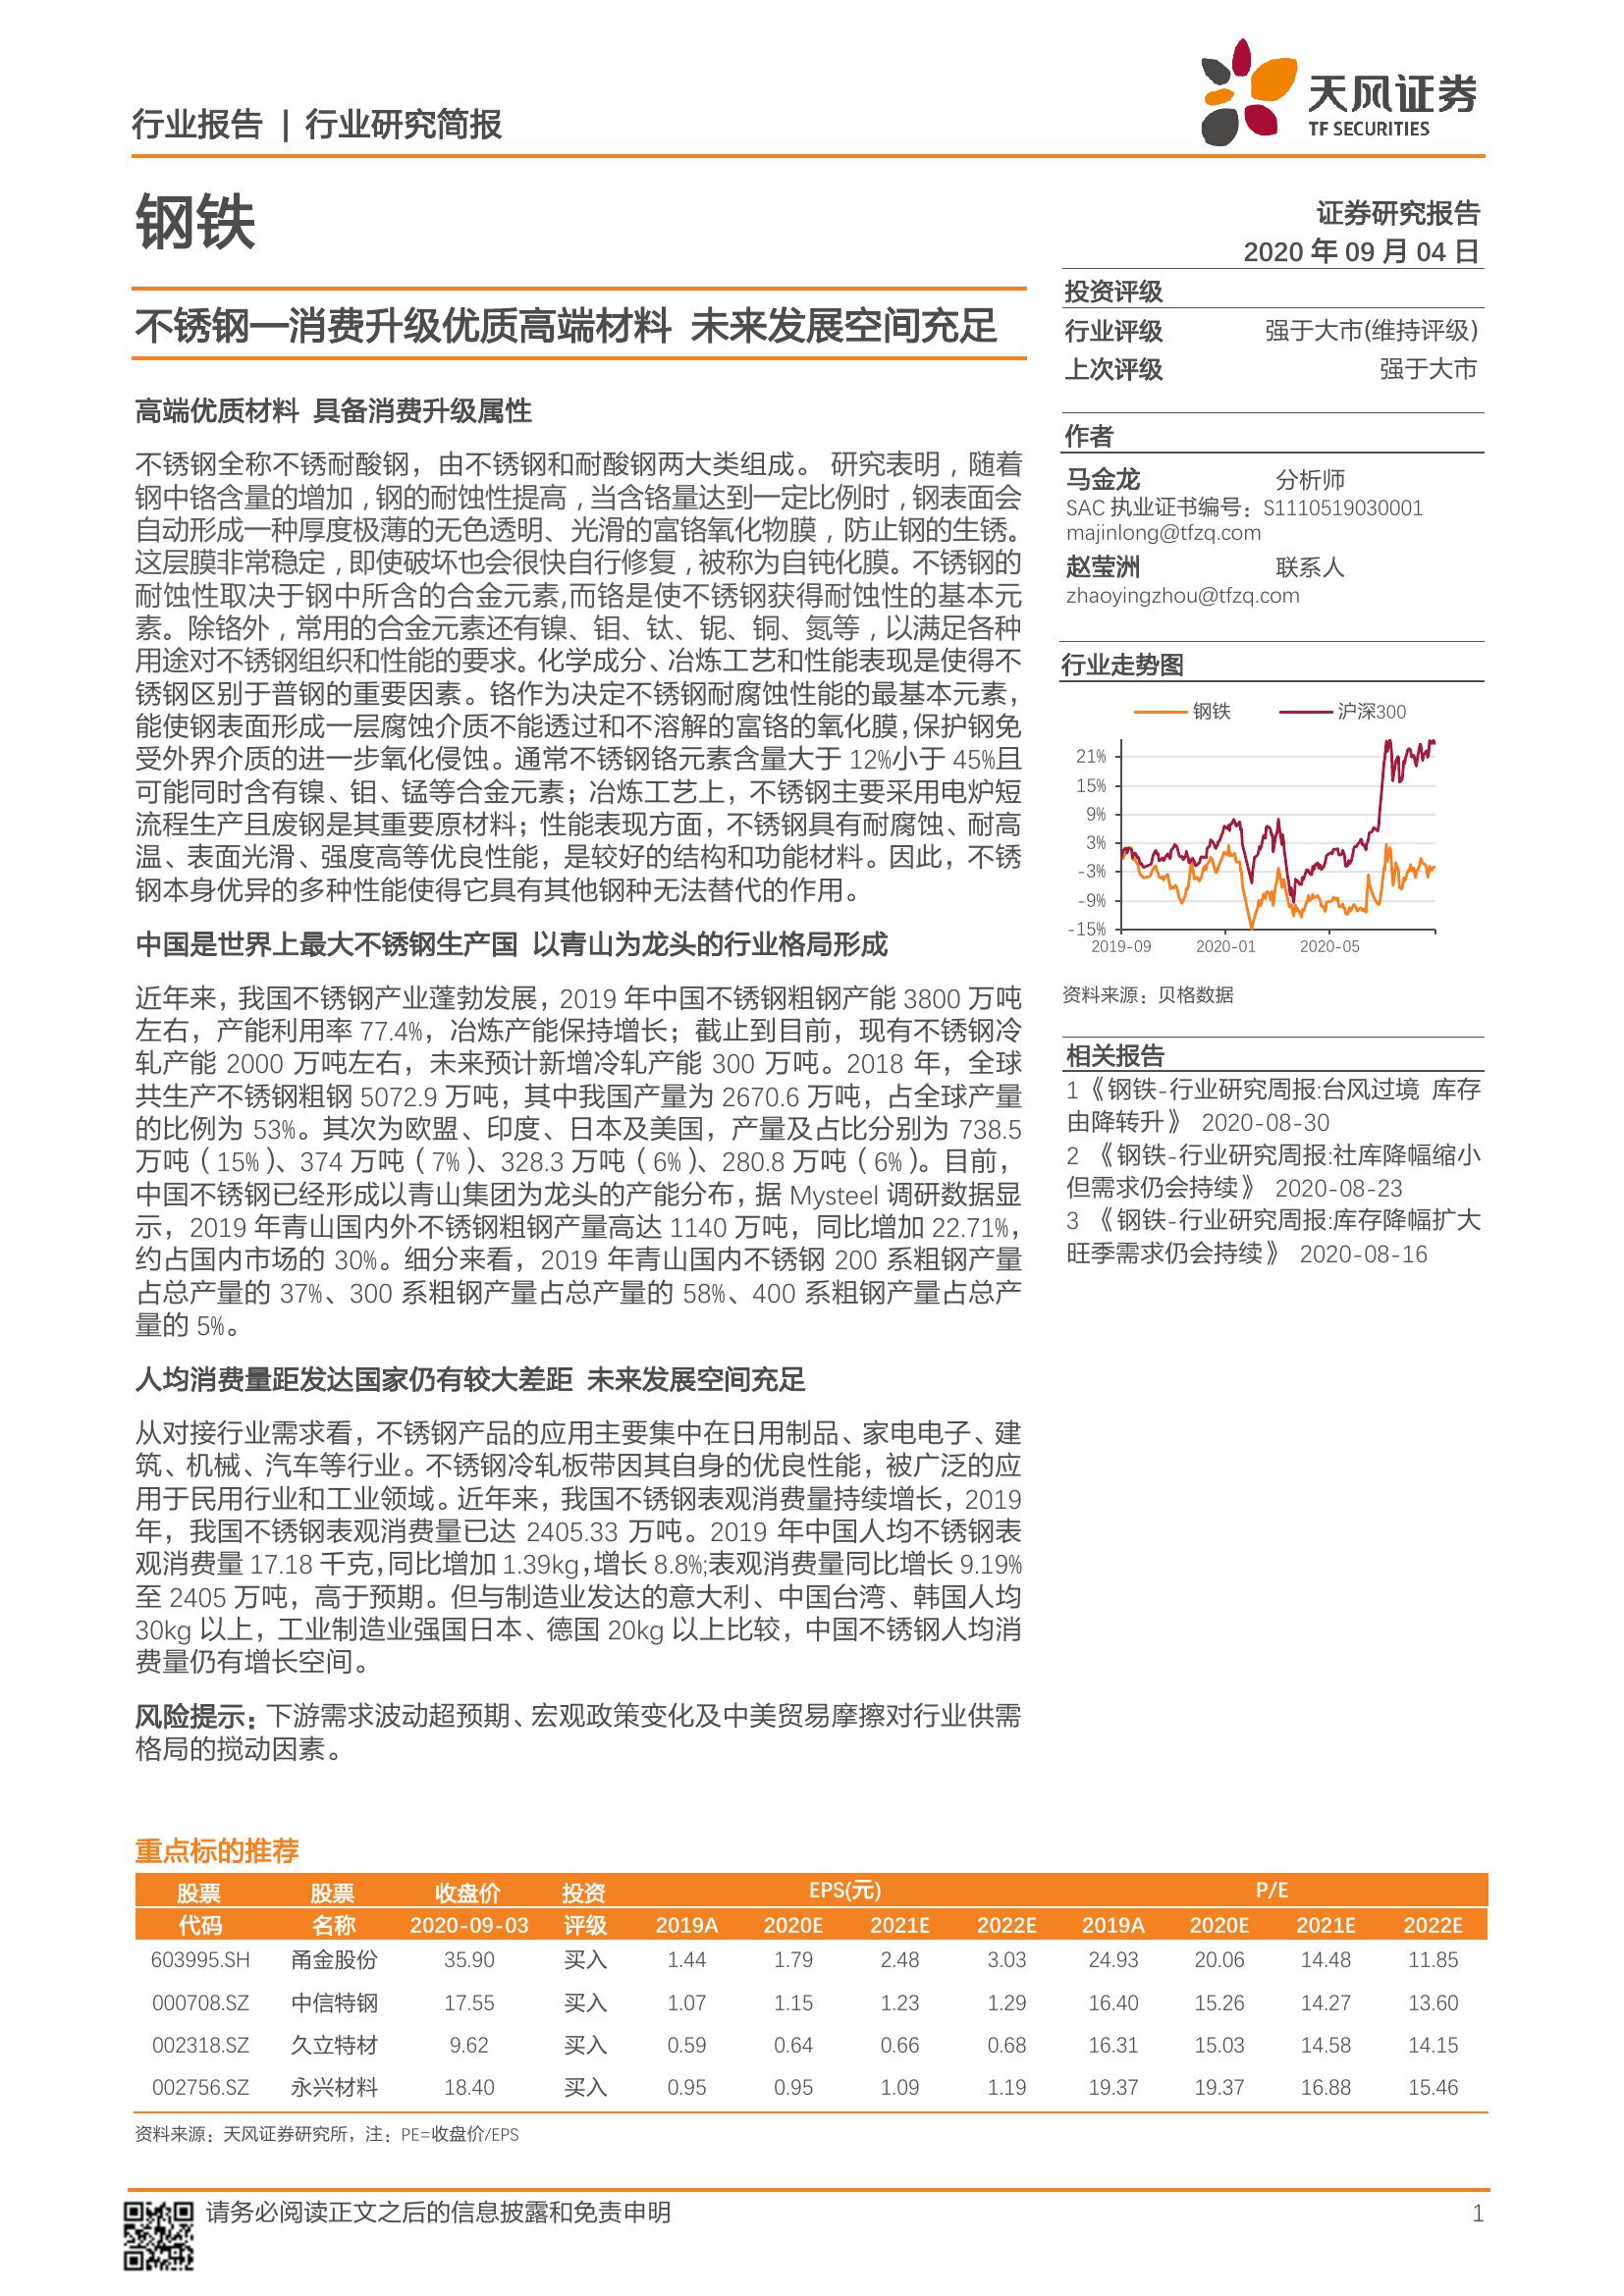 行业报告 | 行业研究简报
天风证券
TF SECURITIES
钢铁
不锈钢—消费升级优质高端材料 未来发展空间充足
高端优质材料 具备消费升级属性
不锈钢全称不锈耐酸钢，由不锈钢和耐酸钢两大类组成。 研究表明，随着
钢中铬含量的增加，钢的耐蚀性提高，当含铬量达到一定比例时，钢表面会
自动形成一种厚度极薄的无色透明、光滑的富铬氧化物膜，防止钢的生锈。
这层膜非常稳定，即使破坏也会很快自行修复，被称为自钝化膜。不锈钢的
耐蚀性取决于钢中所含的合金元素,而铬是使不锈钢获得耐蚀性的基本元
素。除铬外，常用的合金元素还有镍、钼、钛、铌、铜、氮等，以满足各种
用途对不锈钢组织和性能的要求。化学成分、冶炼工艺和性能表现是使得不
锈钢区别于普钢的重要因素。铬作为决定不锈钢耐腐蚀性能的最基本元素，
能使钢表面形成一层腐蚀介质不能透过和不溶解的富铬的氧化膜，保护钢免
受外界介质的进一步氧化侵蚀。通常不锈钢铬元素含量大于 12%小于 45%且
可能同时含有镍、钼、锰等合金元素；冶炼工艺上，不锈钢主要采用电炉短
流程生产且废钢是其重要原材料；性能表现方面，不锈钢具有耐腐蚀、耐高
温、表面光滑、强度高等优良性能，是较好的结构和功能材料。因此，不锈
钢本身优异的多种性能使得它具有其他钢种无法替代的作用。
中国是世界上最大不锈钢生产国 以青山为龙头的行业格局形成
近年来，我国不锈钢产业蓬勃发展，2019 年中国不锈钢粗钢产能 3800 万吨
左右，产能利用率 77.4%，冶炼产能保持增长；截止到目前，现有不锈钢冷
轧产能 2000 万吨左右，未来预计新增冷轧产能 300 万吨。2018 年，全球
共生产不锈钢粗钢 5072.9 万吨，其中我国产量为 2670.6 万吨，占全球产量
的比例为 53%。其次为欧盟、印度、日本及美国，产量及占比分别为 738.5
万吨（15%）、374 万吨（7%）、328.3 万吨（6%）、280.8 万吨（6%）。目前，
中国不锈钢已经形成以青山集团为龙头的产能分布，据 Mysteel 调研数据显
示，2019 年青山国内外不锈钢粗钢产量高达 1140 万吨，同比增加 22.71%，
约占国内市场的 30%。细分来看，2019 年青山国内不锈钢 200 系粗钢产量
占总产量的 37%、300 系粗钢产量占总产量的 58%、400 系粗钢产量占总产
量的 5%。
人均消费量距发达国家仍有较大差距 未来发展空间充足
从对接行业需求看，不锈钢产品的应用主要集中在日用制品、家电电子、建
筑、机械、汽车等行业。不锈钢冷轧板带因其自身的优良性能，被广泛的应
用于民用行业和工业领域。近年来，我国不锈钢表观消费量持续增长，2019
年，我国不锈钢表观消费量已达 2405.33 万吨。2019 年中国人均不锈钢表
观消费量 17.18 千克，同比增加 1.39kg，增长 8.8%;表观消费量同比增长 9.19%
至 2405 万吨，高于预期。但与制造业发达的意大利、中国台湾、韩国人均
30kg 以上，工业制造业强国日本、德国 20kg 以上比较，中国不锈钢人均消
费量仍有增长空间。
风险提示：下游需求波动超预期、宏观政策变化及中美贸易摩擦对行业供需
格局的搅动因素。
证券研究报告
2020 年 09 月 04 日
投资评级
行业评级 强于大市(维持评级)
上次评级 强于大市
作者
马金龙 分析师
SAC 执业证书编号：S1110519030001
majinlong@tfzq.com
赵莹洲 联系人
zhaoyingzhou@tfzq.com
行业走势图
钢铁 沪深300
21%
15%
9%
3%
-3%
-9%
-15%
2019-09 2020-01 2020-05
资料来源：贝格数据
相关报告
1《钢铁-行业研究周报:台风过境 库存
由降转升》 2020-08-30
2 《钢铁-行业研究周报:社库降幅缩小
但需求仍会持续》 2020-08-23
3 《钢铁-行业研究周报:库存降幅扩大
旺季需求仍会持续》 2020-08-16
重点标的推荐
股票 股票 收盘价 投资 EPS(元) P/E
代码 名称 2020-09-03 评级 2019A 2020E 2021E 2022E 2019A 2020E 2021E 2022E
603995.SH 甬金股份 35.90 买入 1.44 1.79 2.48 3.03 24.93 20.06 14.48 11.85
000708.SZ 中信特钢 17.55 买入 1.07 1.15 1.23 1.29 16.40 15.26 14.27 13.60
002318.SZ 久立特材 9.62 买入 0.59 0.64 0.66 0.68 16.31 15.03 14.58 14.15
002756.SZ 永兴材料 18.40 买入 0.95 0.95 1.09 1.19 19.37 19.37 16.88 15.46
资料来源：天风证券研究所，注：PE=收盘价/EPS
请务必阅读正文之后的信息披露和免责申明 1